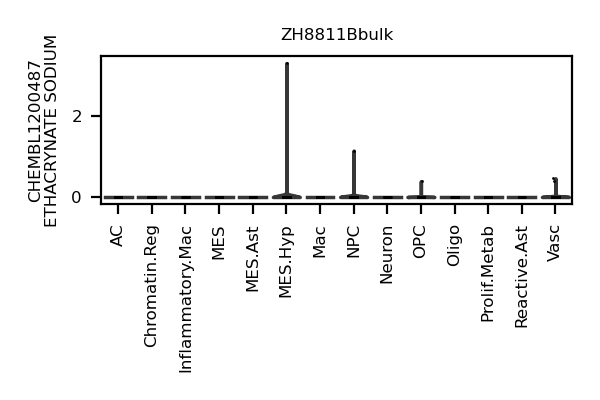 ZH8811Bbulk
CHEMBL1200487
ETHACRYNATE SODIUM
2
0
AC
Chromatin.Reg
Inflammatory.Mac
MES
MES.Ast
MES.Hyp
Mac
NPC
Neuron
OPC
Oligo
Prolif.Metab
Reactive.Ast
Vasc